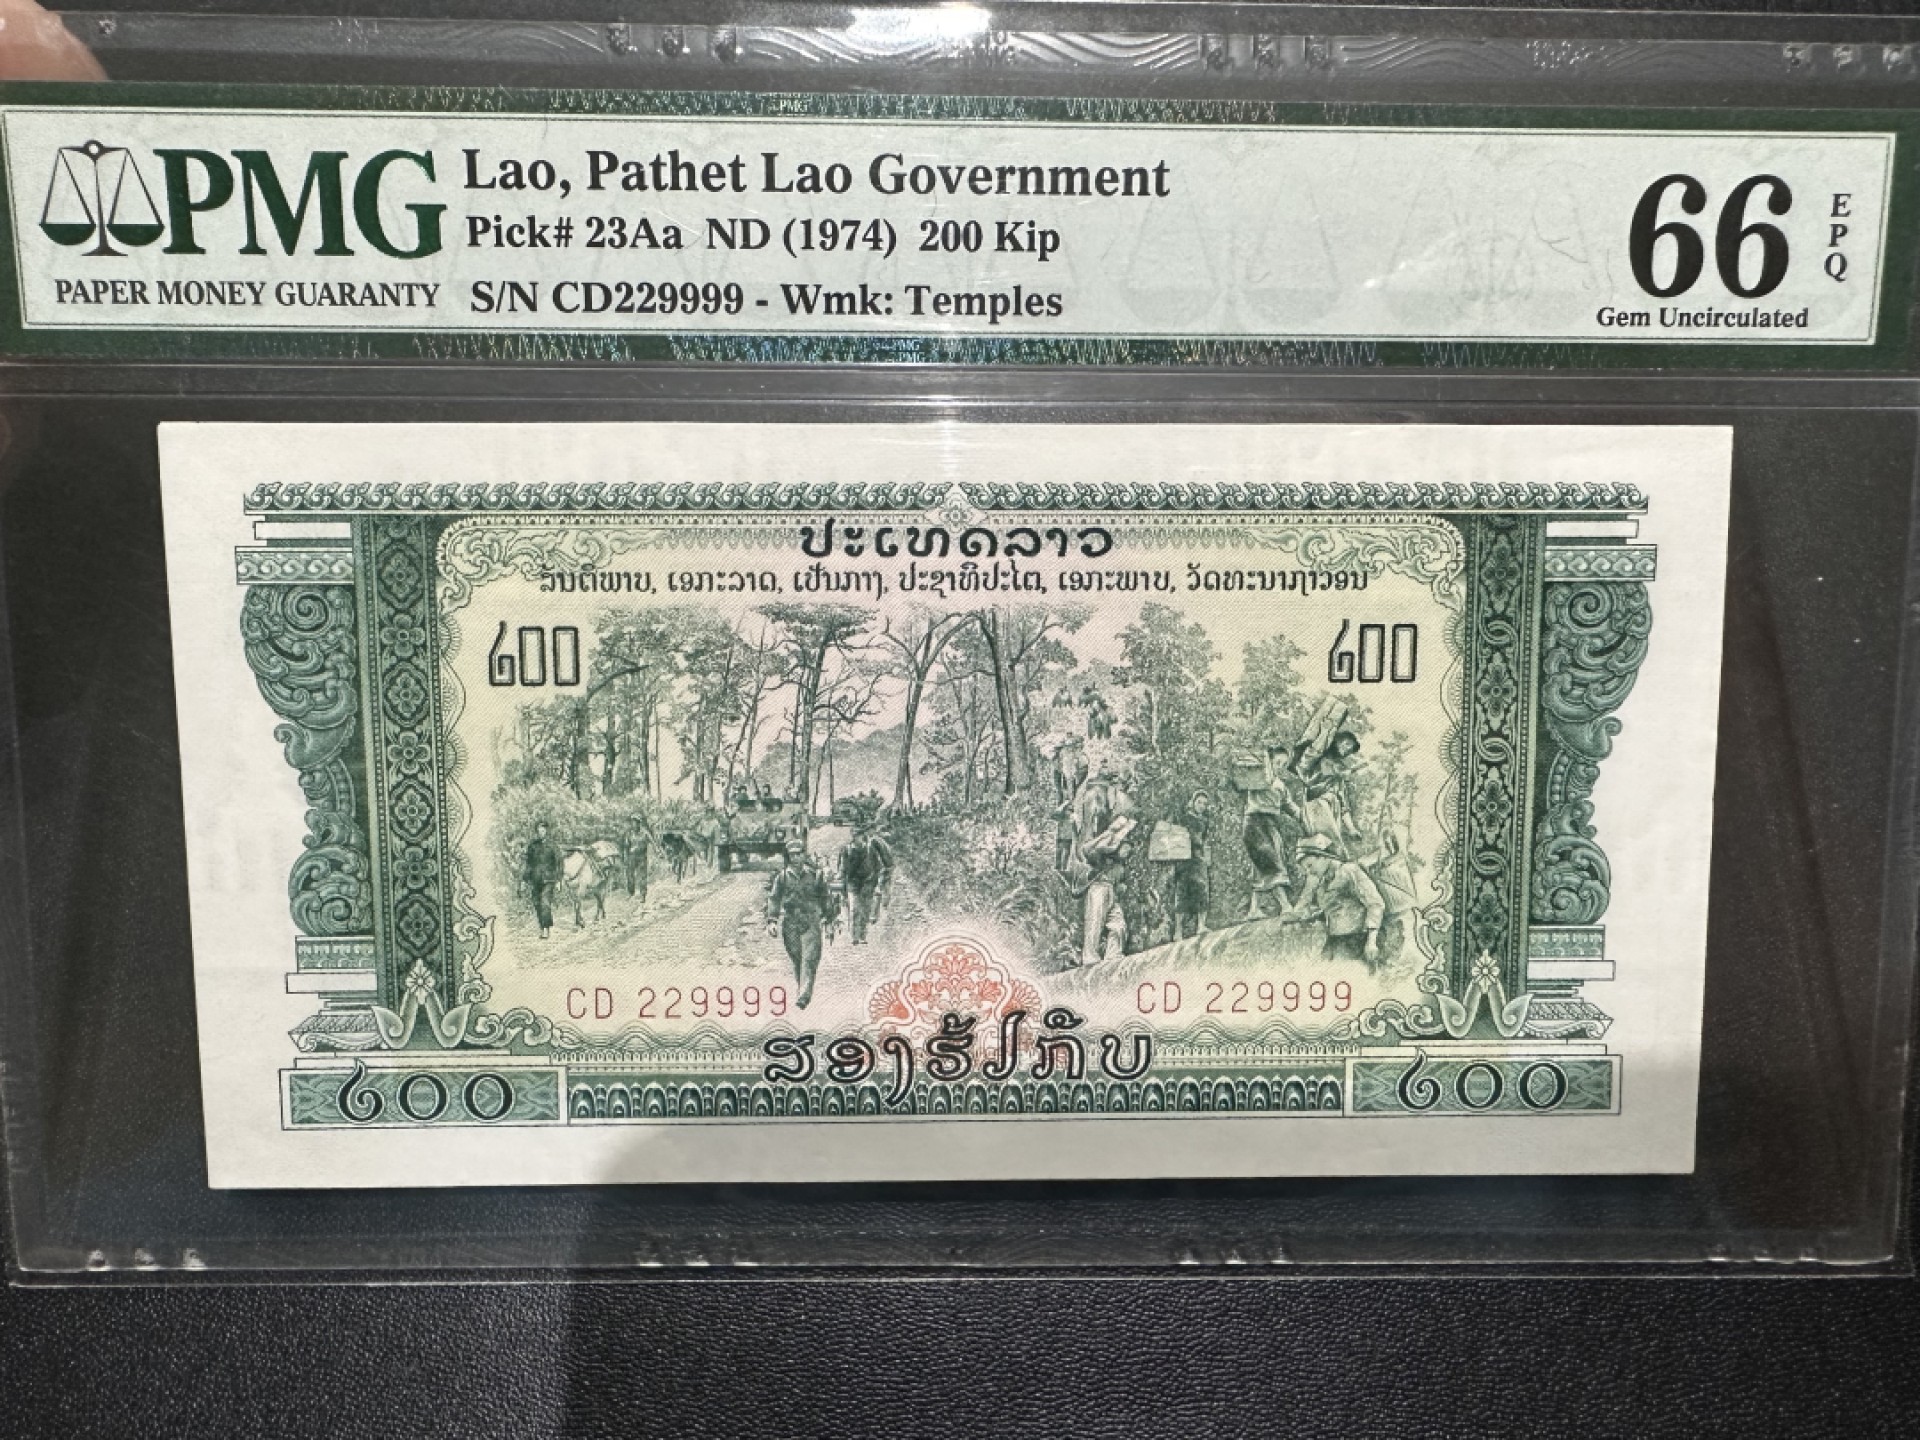 PMG
PAPER MONEY GUARANTY
Lao, Pathet Lao Government
Pick# 23Aa ND (1974) 200 Kip
S/N CD229999 - Wmk: Temples
66
EPQ
Gem Uncirculated
ປະເທດລາວ
ສັນຕິພາບ, ເອກະລາດ, ເປັນກາງ, ປະຊາທິປະໄຕ, ເອກະພາບ, ວັດທະນາຖາວອນ
໒໐໐ ໒໐໐
CD 229999 CD 229999
ສອງຮ້ອຍກີບ
໒໐໐ ໒໐໐